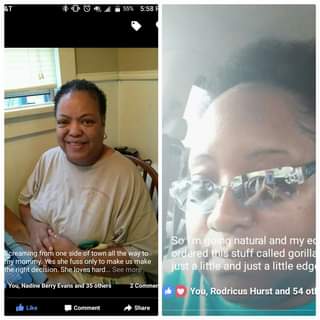 &T 5:58 P
Screaming from one side of town all the way to
my mommy. Yes she fuss only to make us make
the right decision. She loves hard... See more
You, Nadine Berry Evans and 35 others 2 Commen
Like Comment Share
So i'm going natural and my ed
ordered this stuff called gorilla
just a little and just a little edge
You, Rodricus Hurst and 54 ot